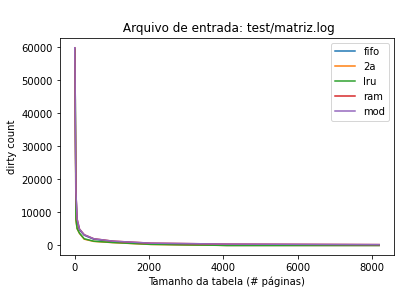 Arquivo de entrada: test/matriz.log
60000
50000
40000
30000
20000
10000
0
dirty count
fifo
2a
lru
ram
mod
0
2000
4000
6000
8000
Tamanho da tabela (# páginas)